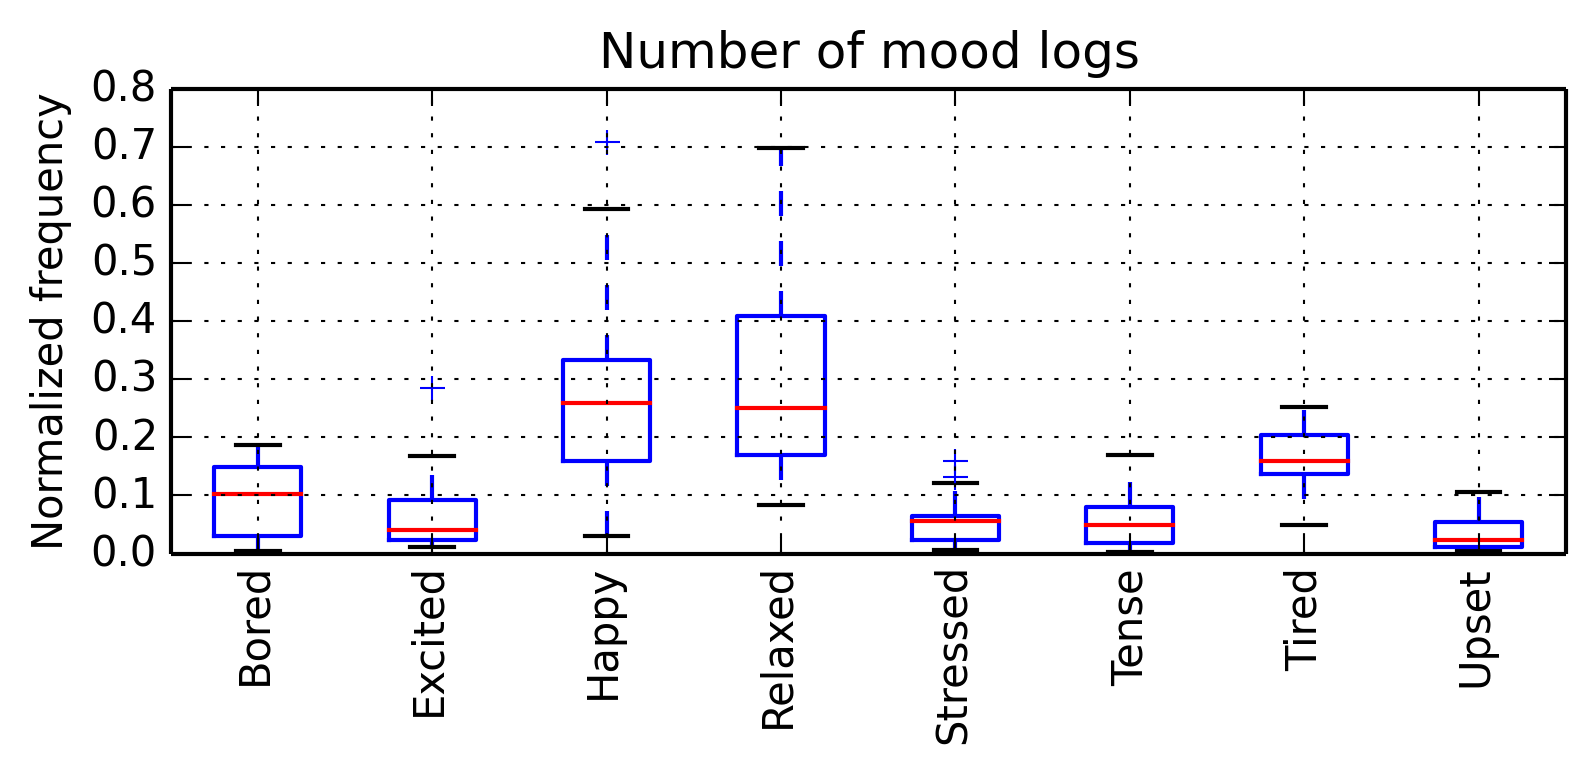 Number of mood logs
Normalized frequency
0.8
0.7
0.6
0.5
0.4
0.3
0.2
0.1
0.0
Bored
Excited
Happy
Relaxed
Stressed
Tense
Tired
Upset